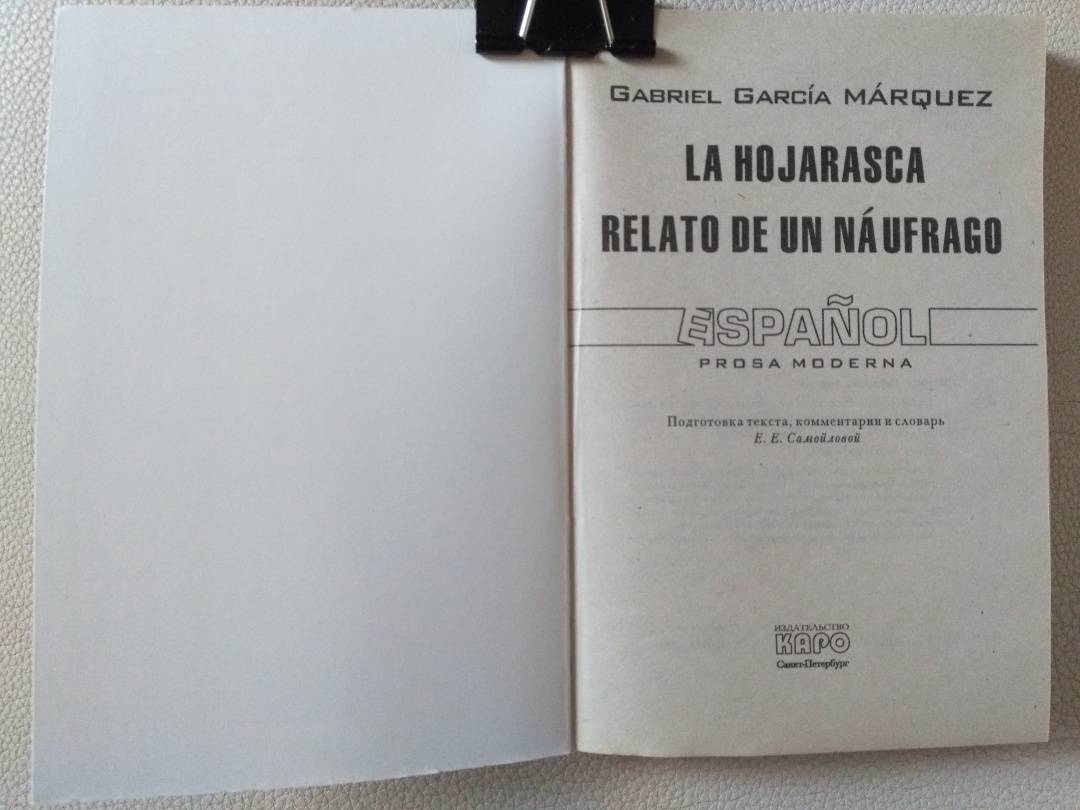 GABRIEL GARCÍA MÁRQUEZ
LA HOJARASCA
RELATO DE UN NÁUFRAGO
ESPAÑOL
PROSA MODERNA
Подготовка текста, комментарии и словарь
Е. Е. Самойловой
ИЗДАТЕЛЬСТВО
КАРО
Санкт-Петербург